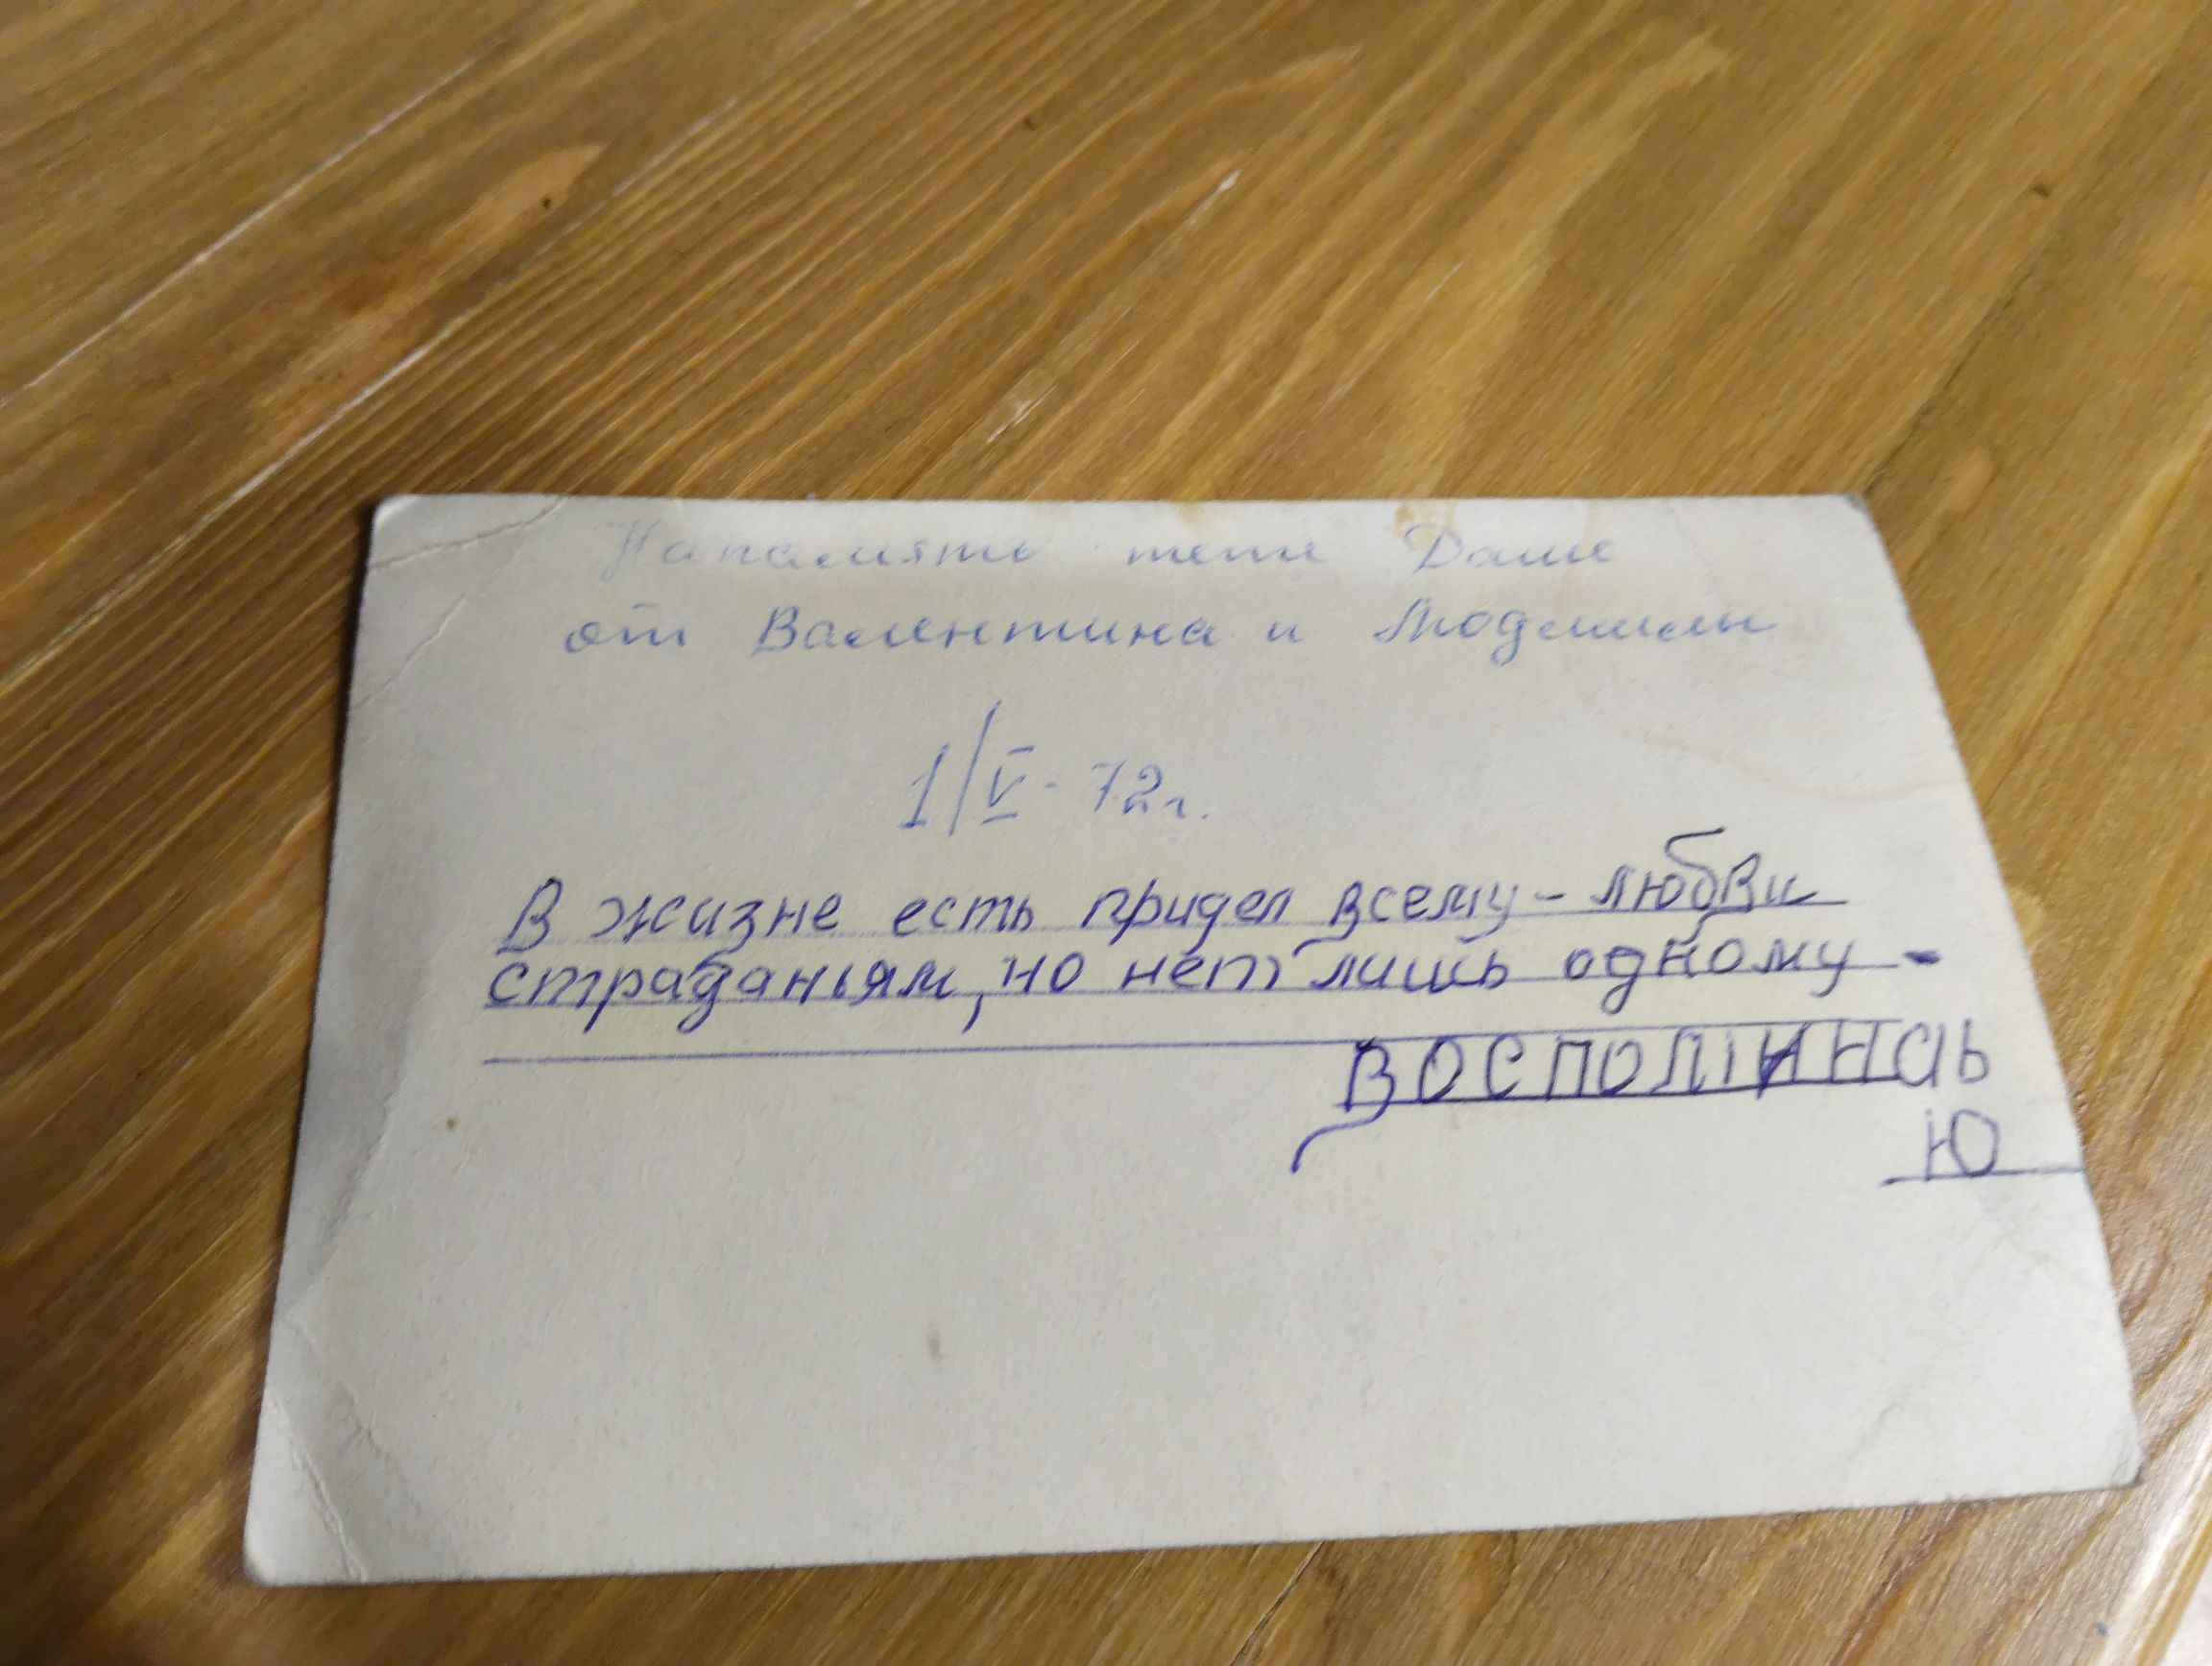 На память тете Даше
от Валентина и Людмилы
1/V - 72г.
В жизне есть придел всему - любви
страданьям, но нет лишь одному -
ВОСПОМИНАЬ
Ю